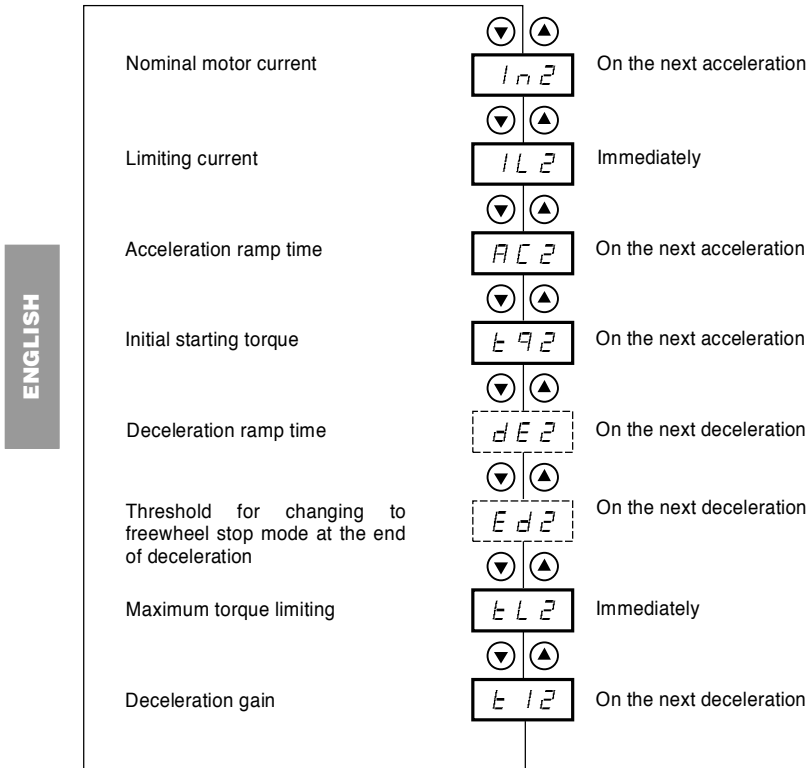 Nominal motor current
In2
On the next acceleration
Limiting current
IL2
Immediately
Acceleration ramp time
AC2
On the next acceleration
Initial starting torque
tq2
On the next acceleration
Deceleration ramp time
dE2
On the next deceleration
Threshold for changing to
freewheel stop mode at the end
of deceleration
Ed2
On the next deceleration
Maximum torque limiting
tL2
Immediately
Deceleration gain
tI2
On the next deceleration
ENGLISH